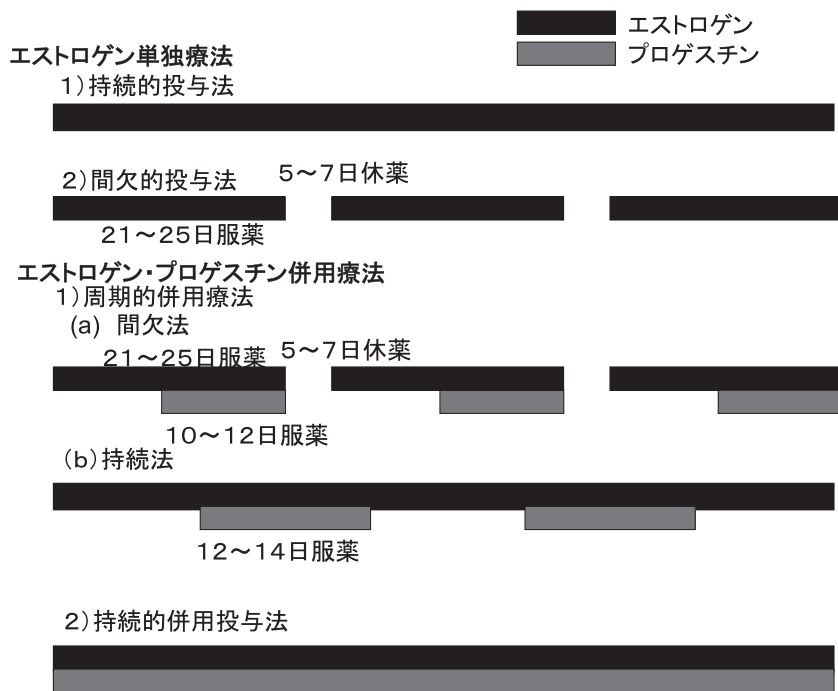 エストロゲン
プロゲスチン
エストロゲン単独療法
1)持続的投与法
2)間欠的投与法
5~7日休薬
21~25日服薬
エストロゲン・プロゲスチン併用療法
1)周期的併用療法
(a) 間欠法
21~25日服薬
5~7日休薬
10~12日服薬
(b)持続法
12~14日服薬
2)持続的併用投与法